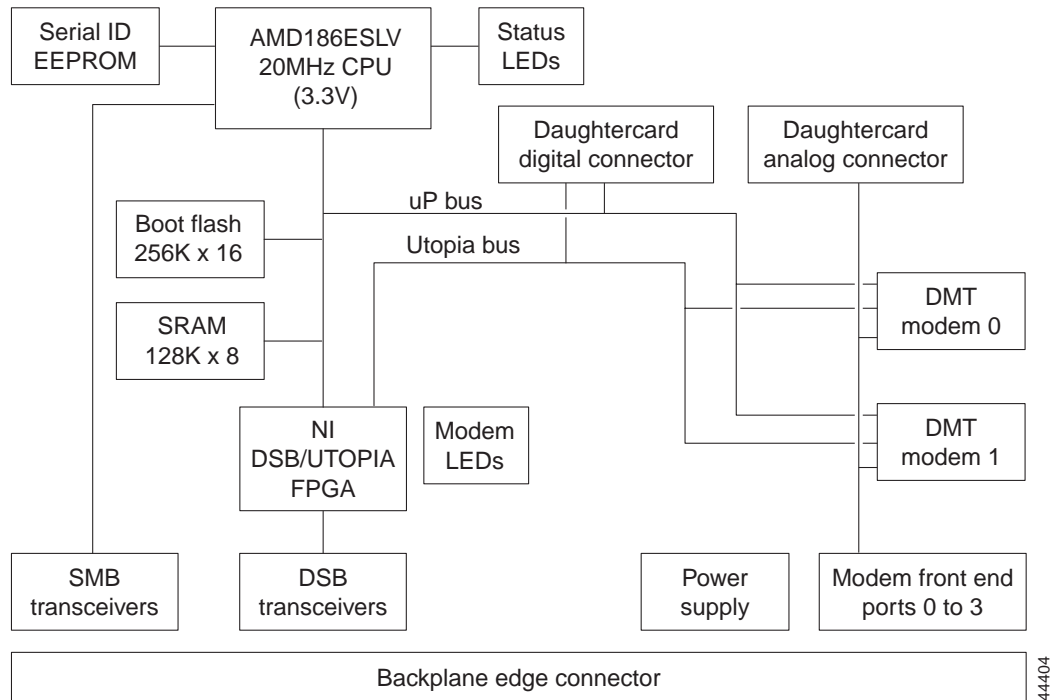 Serial ID
EEPROM
AMD186ESLV
20MHz CPU
(3.3V)
Status
LEDs
Daughtercard
digital connector
Daughtercard
analog connector
uP bus
Boot flash
256K x 16
Utopia bus
DMT
modem 0
SRAM
128K x 8
NI
DSB/UTOPIA
FPGA
Modem
LEDs
DMT
modem 1
SMB
transceivers
DSB
transceivers
Power
supply
Modem front end
ports 0 to 3
Backplane edge connector
44404